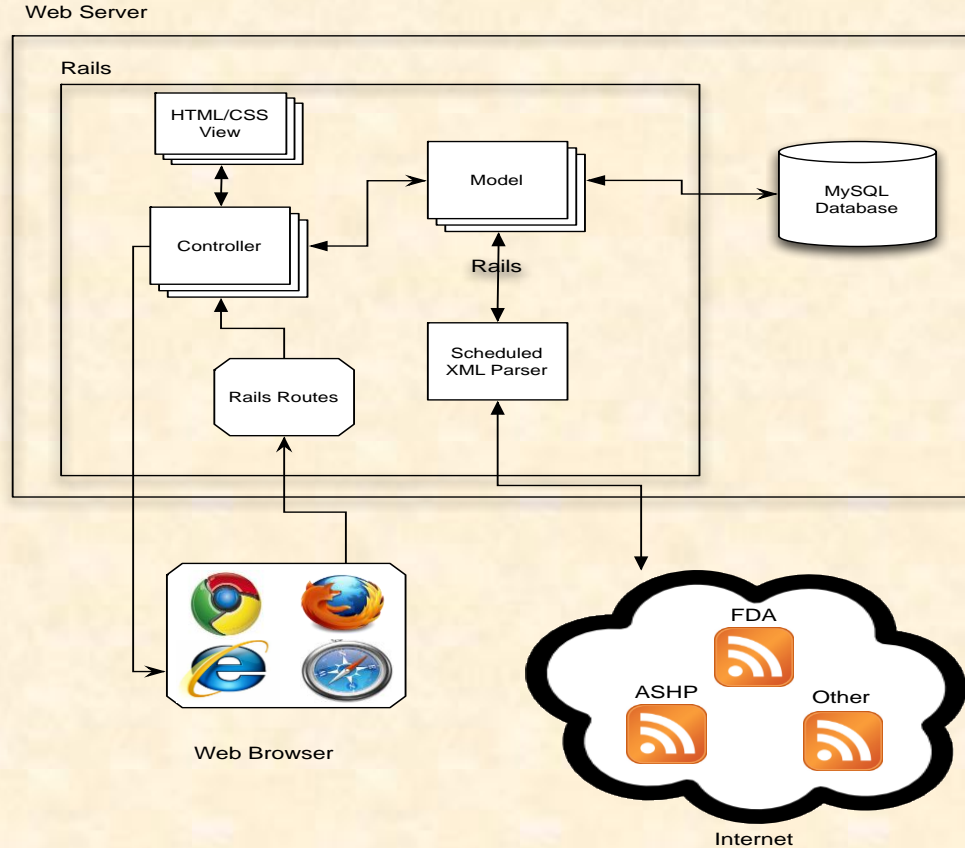 Web Server
Rails
HTML/CSS
View
Model
MySQL
Database
Controller
Rails
Scheduled
XML Parser
Rails Routes
FDA
ASHP
Other
Web Browser
Internet